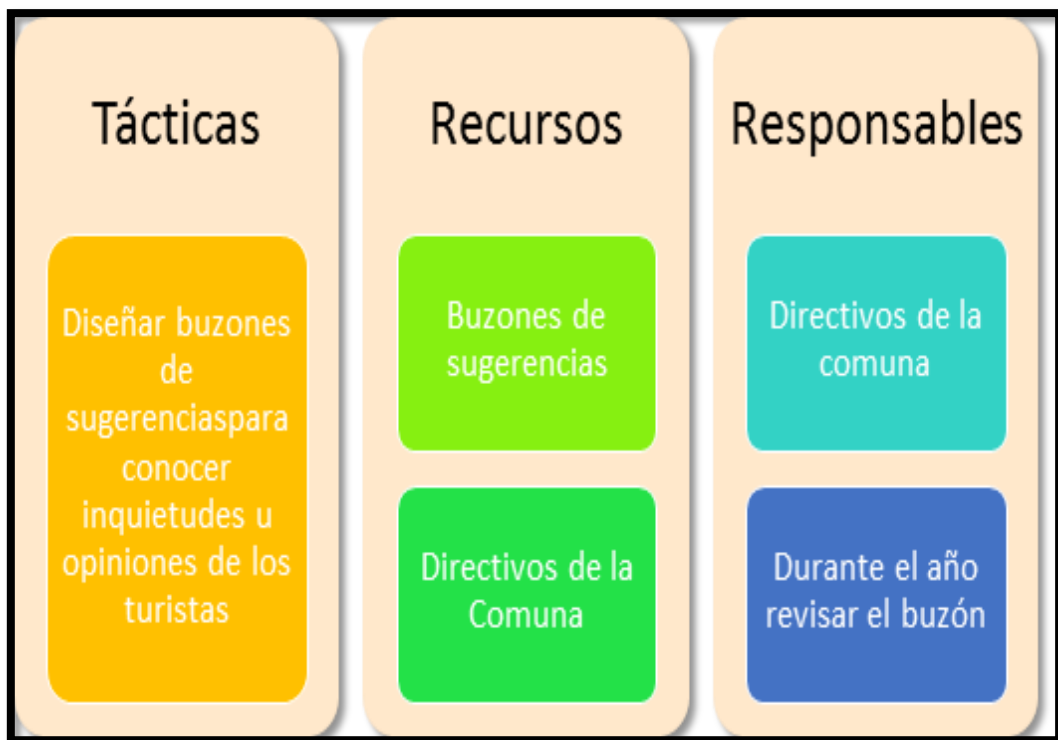 Tácticas
Diseñar buzones
de
sugerenciaspara
conocer
inquietudes u
opiniones de los
turistas
Recursos
Buzones de
sugerencias
Directivos de la
Comuna
Responsables
Directivos de la
comuna
Durante el año
revisar el buzón